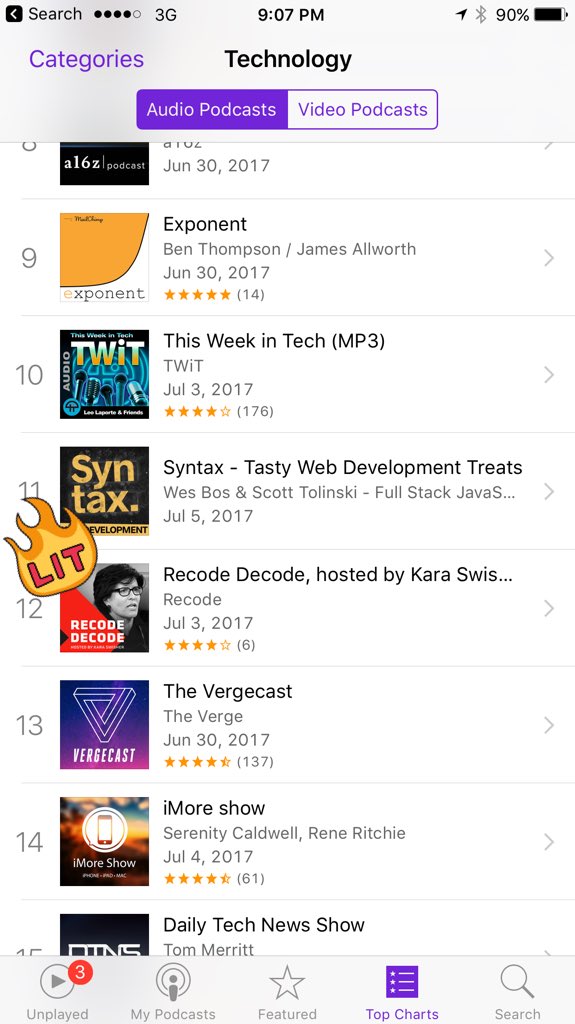 Search 3G 9:07 PM 90%
Categories Technology
Audio Podcasts Video Podcasts
8 a16z
a16z podcast
Jun 30, 2017
MailChimp
exponent
9 Exponent
Ben Thompson / James Allworth
Jun 30, 2017
(14)
This Week in Tech
AUDIO
TWiT
Leo Laporte & Friends
10 This Week in Tech (MP3)
TWiT
Jul 3, 2017
(176)
Syn
tax.
DEVELOPMENT
11 Syntax - Tasty Web Development Treats
Wes Bos & Scott Tolinski - Full Stack JavaS...
Jul 5, 2017
LIT
RECODE
DECODE
HOSTED BY KARA SWISHER
12 Recode Decode, hosted by Kara Swis...
Recode
Jul 3, 2017
(6)
VERGECAST
13 The Vergecast
The Verge
Jun 30, 2017
(137)
iMore Show
IPHONE • IPAD • MAC
14 iMore show
Serenity Caldwell, Rene Ritchie
Jul 4, 2017
(61)
DTNS
15 Daily Tech News Show
Tom Merritt
3
Unplayed My Podcasts Featured Top Charts Search